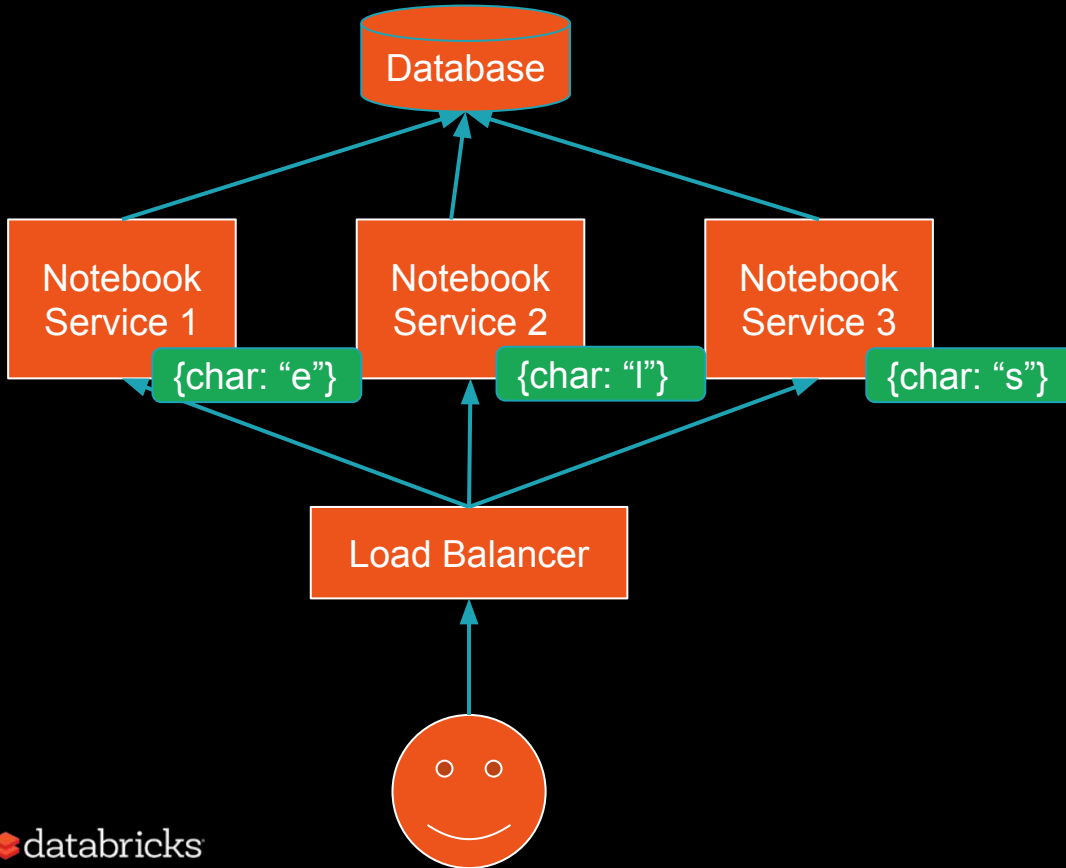 Database
Notebook
Service 1
Notebook
Service 2
Notebook
Service 3
{char: “e”}
{char: “l”}
{char: “s”}
Load Balancer
databricks